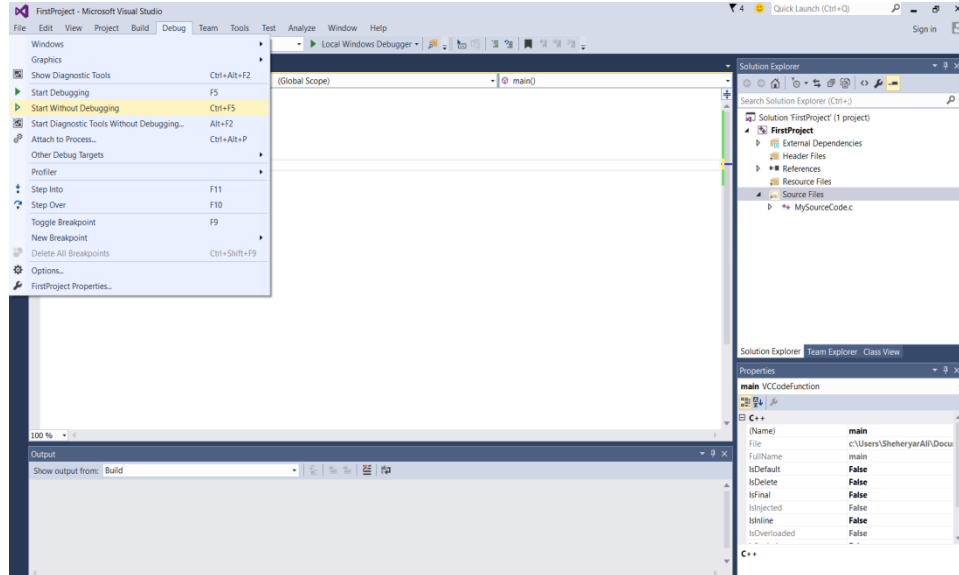 FirstProject - Microsoft Visual Studio
4
Quick Launch (Ctrl+Q)
File Edit View Project Build Debug Team Tools Test Analyze Window Help
Sign in
Local Windows Debugger
Windows
Graphics
Show Diagnostic Tools Ctrl+Alt+F2
Start Debugging F5
Start Without Debugging Ctrl+F5
Start Diagnostic Tools Without Debugging... Alt+F2
Attach to Process... Ctrl+Alt+P
Other Debug Targets
Profiler
Step Into F11
Step Over F10
Toggle Breakpoint F9
New Breakpoint
Delete All Breakpoints Ctrl+Shift+F9
Options...
FirstProject Properties...
(Global Scope)
main()
100 %
Output
Show output from: Build
Solution Explorer
Search Solution Explorer (Ctrl+;)
Solution 'FirstProject' (1 project)
FirstProject
External Dependencies
Header Files
References
Resource Files
Source Files
MySourceCode.c
Solution Explorer Team Explorer Class View
Properties
main VCCodeFunction
C++
(Name) main
File c:\Users\SheheryarAli\Docu
FullName main
IsDefault False
IsDelete False
IsFinal False
IsInjected False
IsInline False
IsOverloaded False
C++